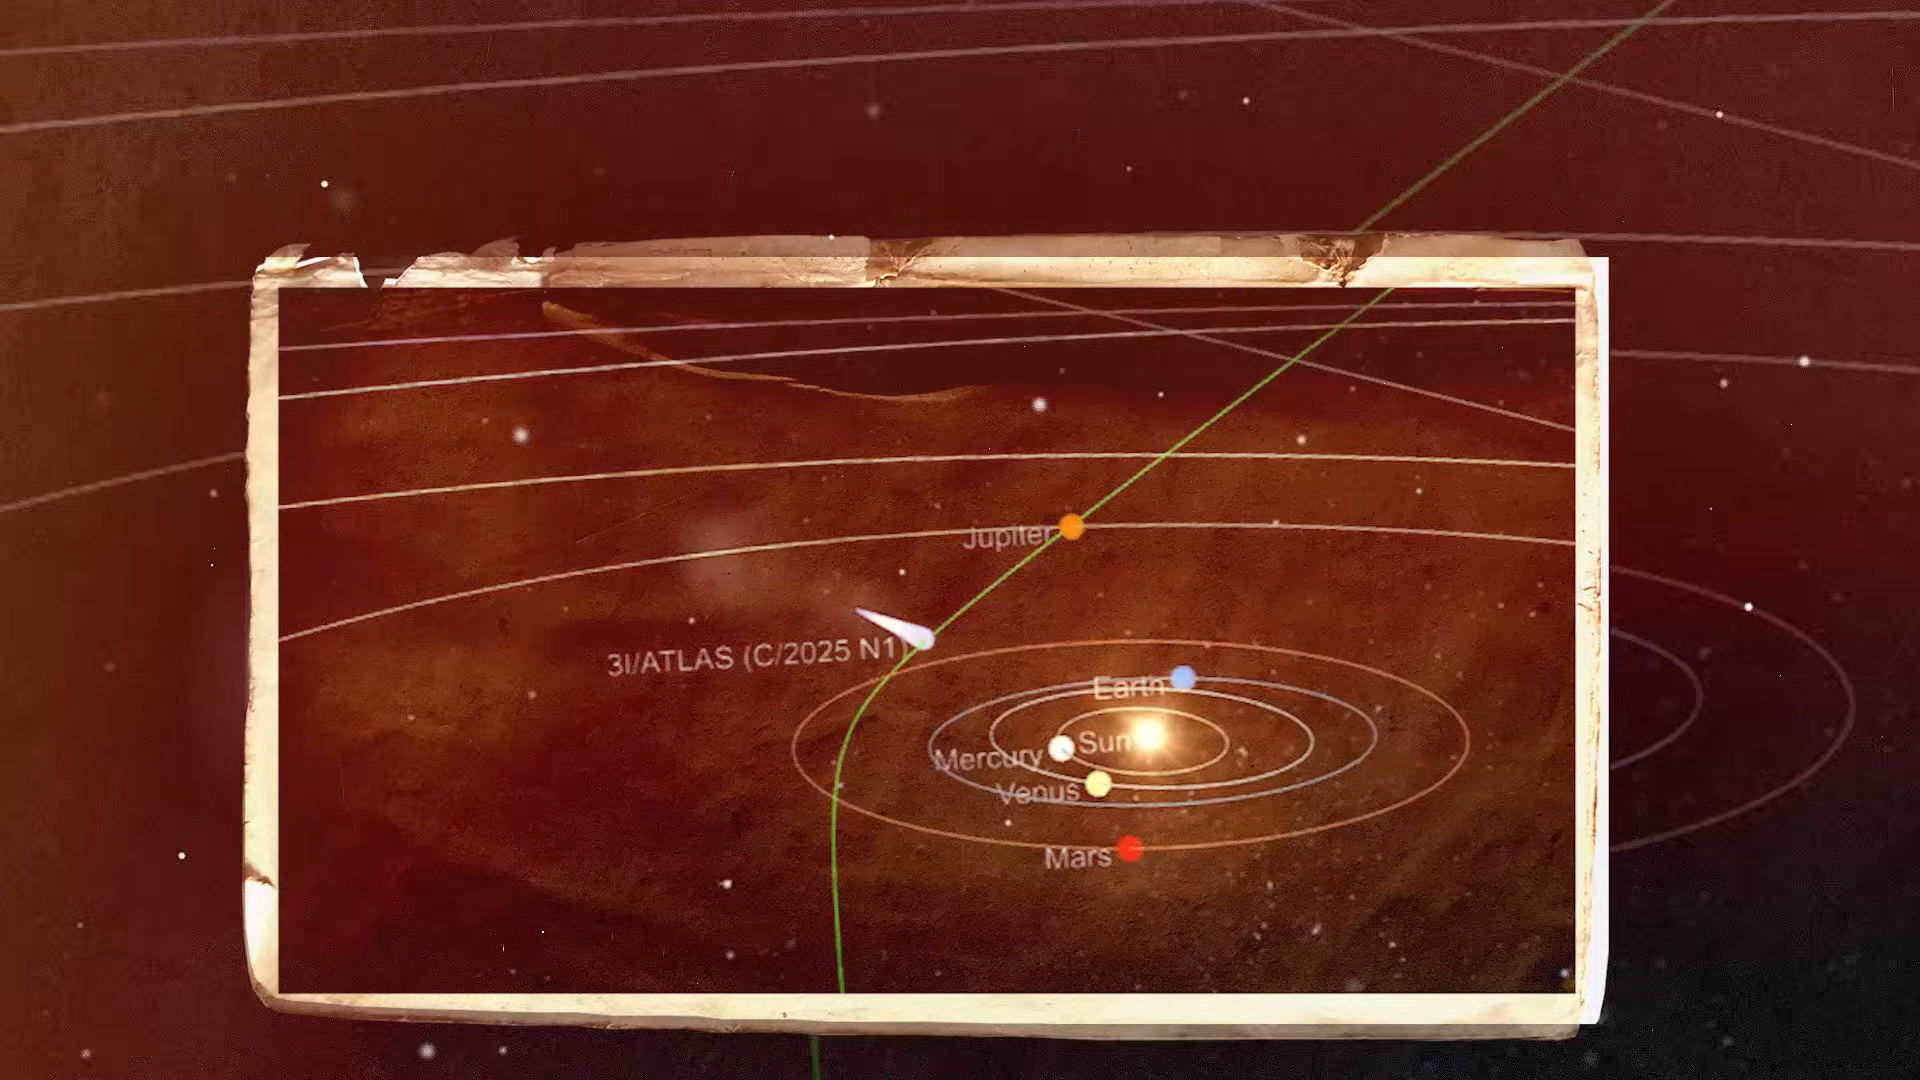 Jupiter
3I/ATLAS (C/2025 N1)
Earth
Sun
Mercury
Venus
Mars